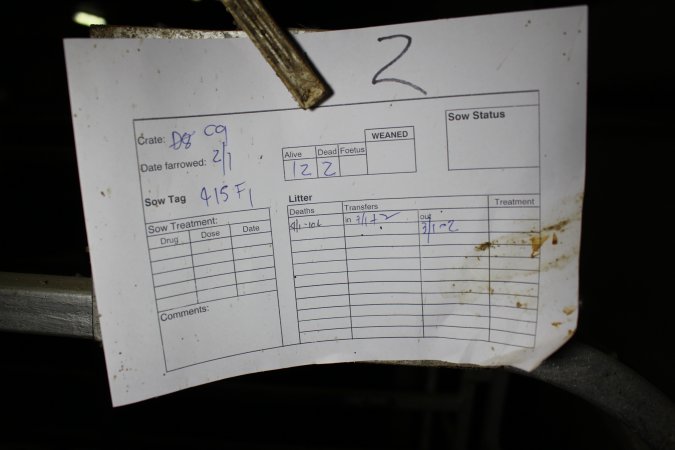 2
Crate: D8 C9
Date farrowed: 2/1
Sow Tag 415 F1
Alive Dead Foetus WEANED
12 2
Sow Status
Sow Treatment:
Drug Dose Date
Comments:
Litter
Deaths Transfers Treatment
in 3/1 + 2 out 3/1 - 2